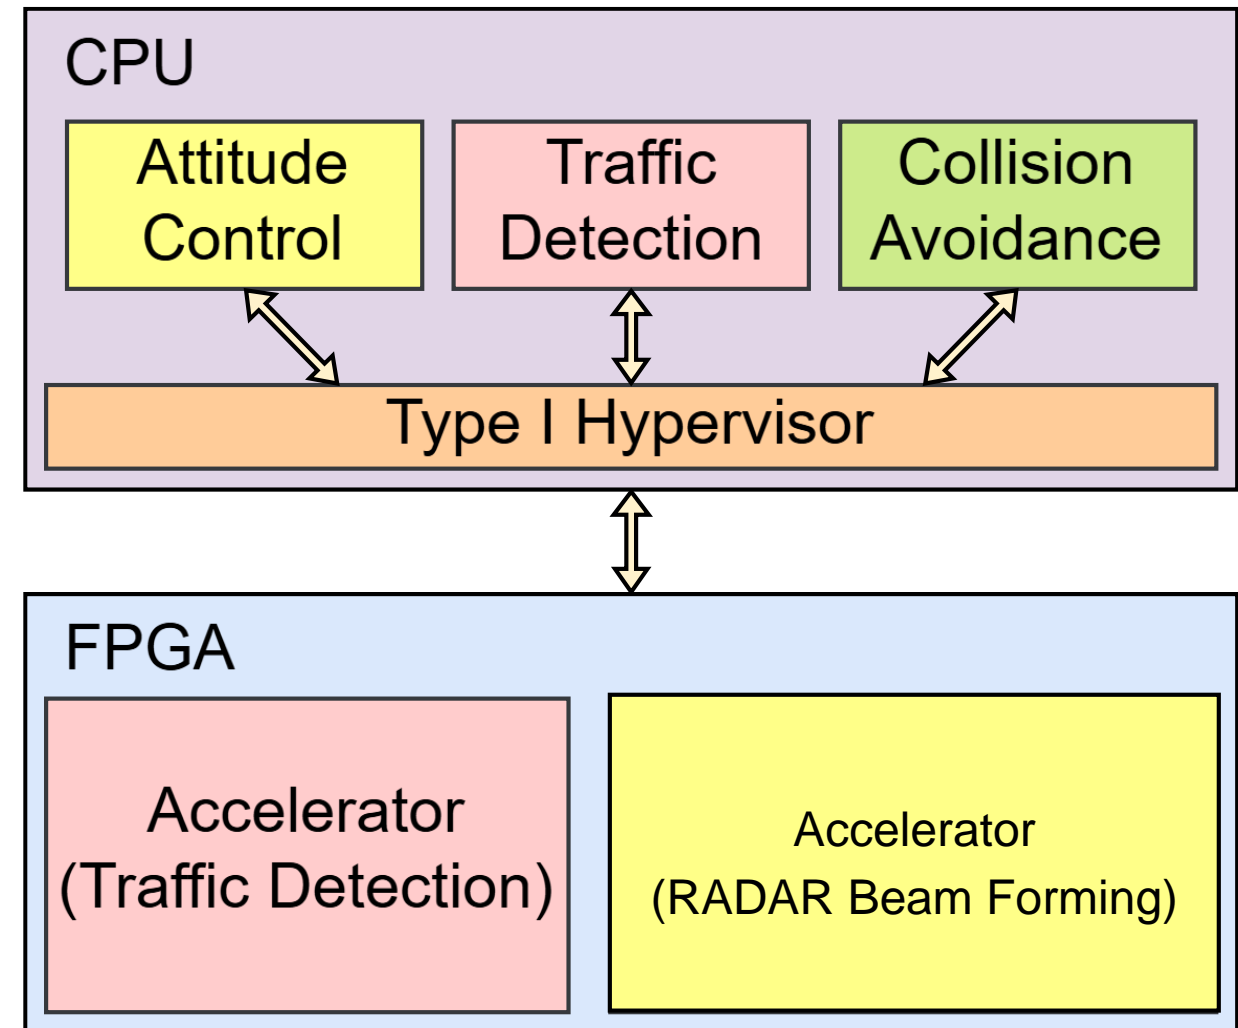 CPU
Attitude
Control
Traffic
Detection
Collision
Avoidance
Type I Hypervisor
FPGA
Accelerator
(Traffic Detection)
Accelerator
(RADAR Beam Forming)